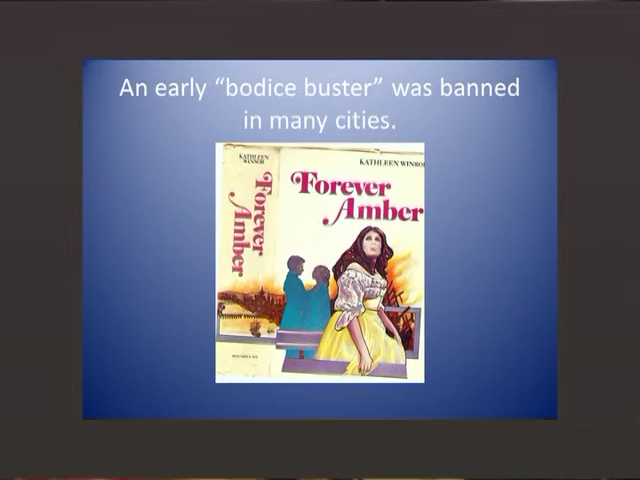 An early “bodice buster” was banned
in many cities.
KATHLEEN
WINSOR
Forever
Amber
KATHLEEN WINSOR
Forever
Amber